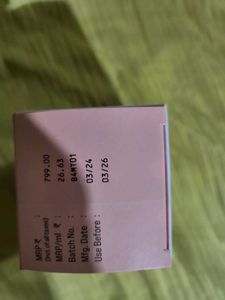 MRP ₹ : 799.00
(Incl. of all taxes)
MRP/ml ₹ : 26.63
Batch No. : B4MT01
Mfg. Date : 03/24
Use Before : 03/26